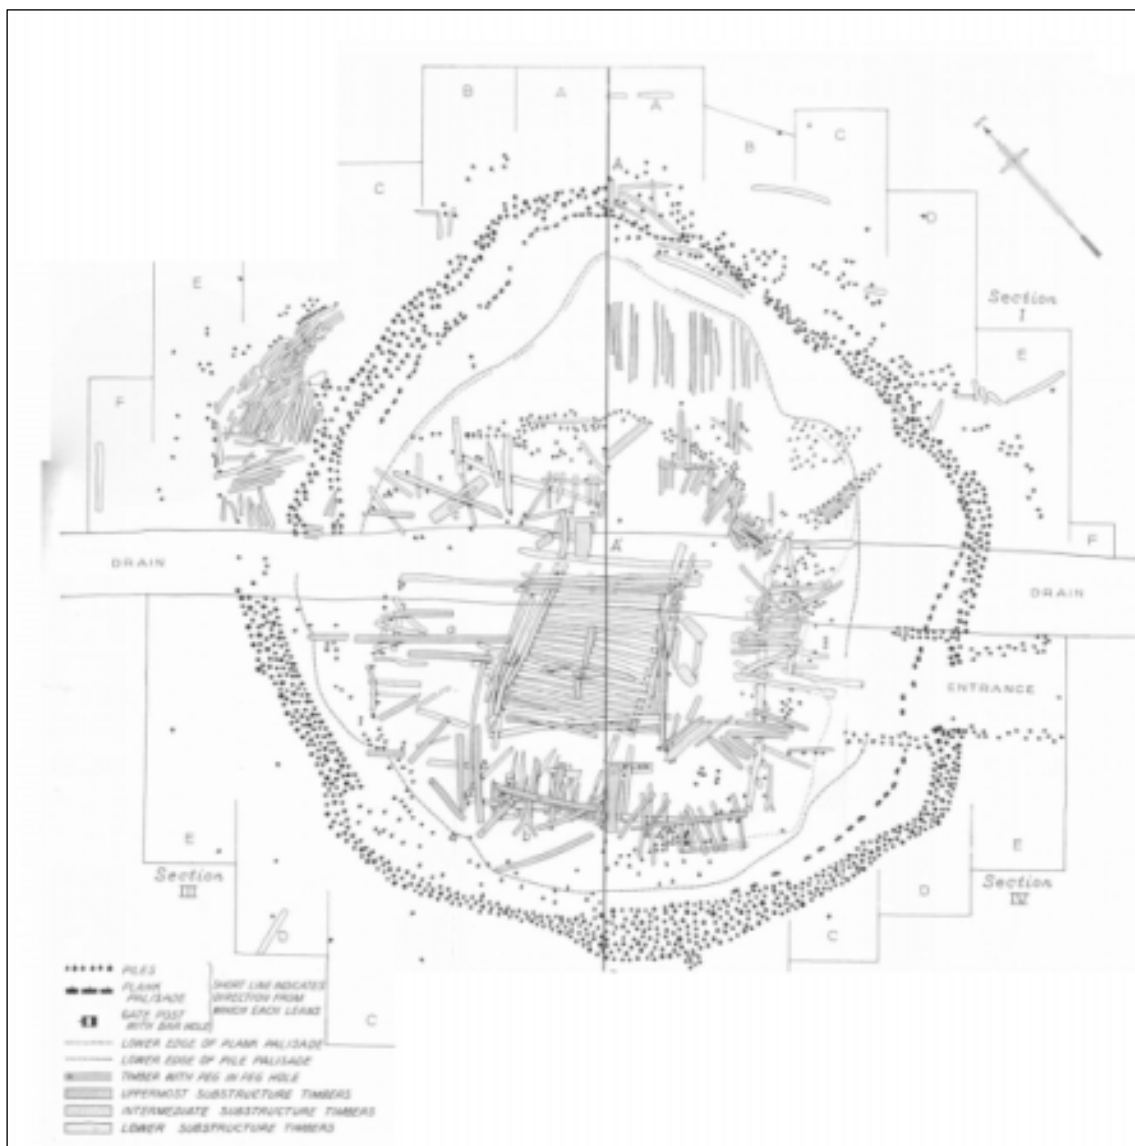 B A
A
C
A
B
C
D
E
Section
I
E
F
A
F
DRAIN
DRAIN
a
ENTRANCE
E
E
Section
III
D
Section
IV
D
C
C
PILES
PLANK
PALISADE
GATE POST
WITH BAR HOLE
SHORT LINE INDICATES
DIRECTION FROM
WHICH EACH LEANS
LOWER EDGE OF PLANK PALISADE
LOWER EDGE OF PILE PALISADE
TIMBER WITH PEG IN PEG HOLE
UPPERMOST SUBSTRUCTURE TIMBERS
INTERMEDIATE SUBSTRUCTURE TIMBERS
LOWER SUBSTRUCTURE TIMBERS